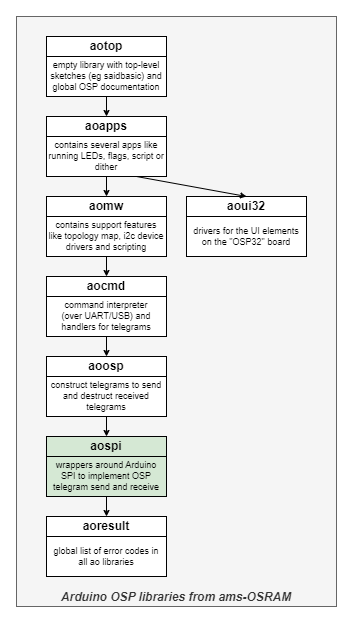 aotop
empty library with top-level
sketches (eg saidbasic) and
global OSP documentation
aoapps
contains several apps like
running LEDs, flags, script or
dither
aomw
contains support features
like topology map, i2c device
drivers and scripting
aoui32
drivers for the UI elements
on the "OSP32" board
aocmd
command interpreter
(over UART/USB) and
handlers for telegrams
aoosp
construct telegrams to send
and destruct received
telegrams
aospi
wrappers around Arduino
SPI to implement OSP
telegram send and receive
aoresult
global list of error codes in
all ao libraries
Arduino OSP libraries from ams-OSRAM